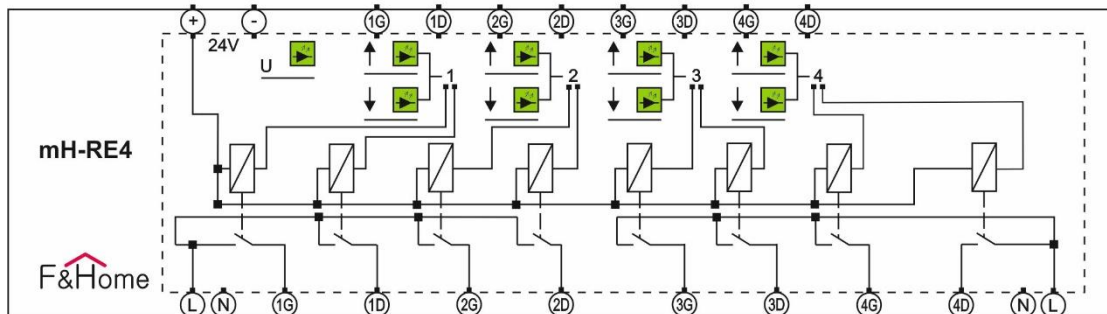 + - 1G 1D 2G 2D 3G 3D 4G 4D
24V
U
1 2 3 4
mH-RE4
F&Home
L N 1G 1D 2G 2D 3G 3D 4G 4D N L